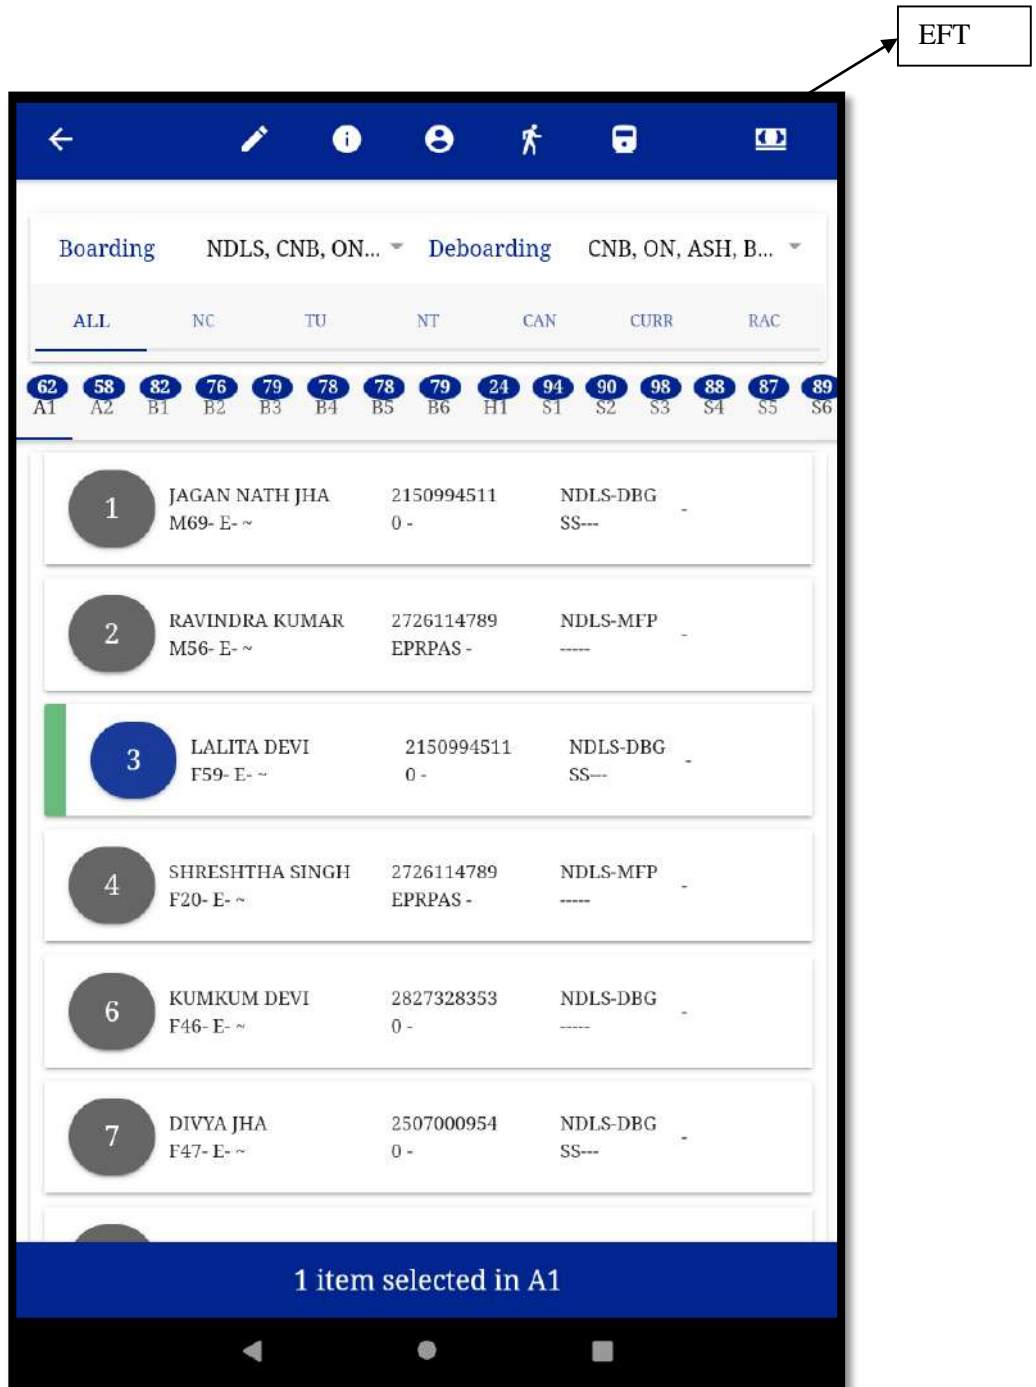 EFT
Boarding NDLS, CNB, ON... Deboarding CNB, ON, ASH, B...
ALL NC TU NT CAN CURR RAC
62 58 82 76 79 78 78 79 24 94 90 98 88 87 89
A1 A2 B1 B2 B3 B4 B5 B6 H1 S1 S2 S3 S4 S5 S6
1 JAGAN NATH JHA 2150994511 NDLS-DBG -
M69- E- ~ 0 - SS---
2 RAVINDRA KUMAR 2726114789 NDLS-MFP -
M56- E- ~ EPRPAS - -----
3 LALITA DEVI 2150994511 NDLS-DBG -
F59- E- ~ 0 - SS---
4 SHRESHTHA SINGH 2726114789 NDLS-MFP -
F20- E- ~ EPRPAS - -----
6 KUMKUM DEVI 2827328353 NDLS-DBG -
F46- E- ~ 0 - -----
7 DIVYA JHA 2507000954 NDLS-DBG -
F47- E- ~ 0 - SS---
1 item selected in A1